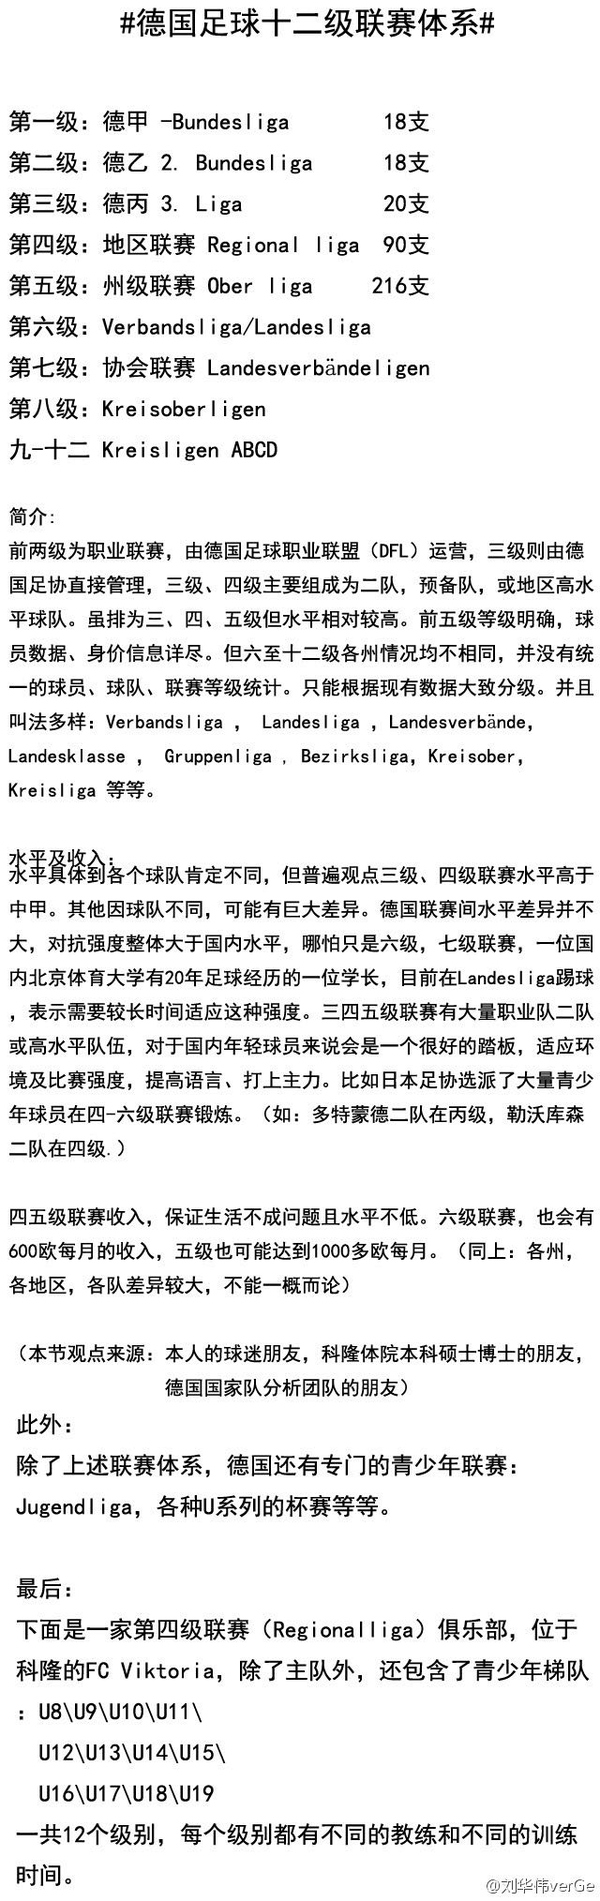 #德国足球十二级联赛体系#
第一级：德甲 -Bundesliga 18支
第二级：德乙 2. Bundesliga 18支
第三级：德丙 3. Liga 20支
第四级：地区联赛 Regional liga 90支
第五级：州级联赛 Ober liga 216支
第六级：Verbandsliga/Landesliga
第七级：协会联赛 Landesverbändeligen
第八级：Kreisoberligen
九-十二 Kreisligen ABCD
简介：
前两级为职业联赛，由德国足球职业联盟（DFL）运营，三级则由德
国足协直接管理，三级、四级主要组成为二队，预备队，或地区高水
平球队。虽排为三、四、五级但水平相对较高。前五级等级明确，球
员数据、身价信息详尽。但六至十二级各州情况均不相同，并没有统
一的球员、球队、联赛等级统计。只能根据现有数据大致分级。并且
叫法多样：Verbandsliga ， Landesliga ，Landesverbände，
Landesklasse ， Gruppenliga , Bezirksliga，Kreisober，
Kreisliga 等等。
水平及收入：
水平具体到各个球队肯定不同，但普遍观点三级、四级联赛水平高于
中甲。其他因球队不同，可能有巨大差异。德国联赛间水平差异并不
大，对抗强度整体大于国内水平，哪怕只是六级，七级联赛，一位国
内北京体育大学有20年足球经历的一位学长，目前在Landesliga踢球
，表示需要较长时间适应这种强度。三四五级联赛有大量职业队二队
或高水平队伍，对于国内年轻球员来说会是一个很好的踏板，适应环
境及比赛强度，提高语言、打上主力。比如日本足协选派了大量青少
年球员在四-六级联赛锻炼。（如：多特蒙德二队在丙级，勒沃库森
二队在四级.）
四五级联赛收入，保证生活不成问题且水平不低。六级联赛，也会有
600欧每月的收入，五级也可能达到1000多欧每月。（同上：各州，
各地区，各队差异较大，不能一概而论）
（本节观点来源：本人的球迷朋友，科隆体院本科硕士博士的朋友，
德国国家队分析团队的朋友）
此外：
除了上述联赛体系，德国还有专门的青少年联赛：
Jugendliga，各种U系列的杯赛等等。
最后：
下面是一家第四级联赛（Regionalliga）俱乐部，位于
科隆的FC Viktoria，除了主队外，还包含了青少年梯队
：U8\U9\U10\U11\
U12\U13\U14\U15\
U16\U17\U18\U19
一共12个级别，每个级别都有不同的教练和不同的训练
时间。
@刘华伟verGe